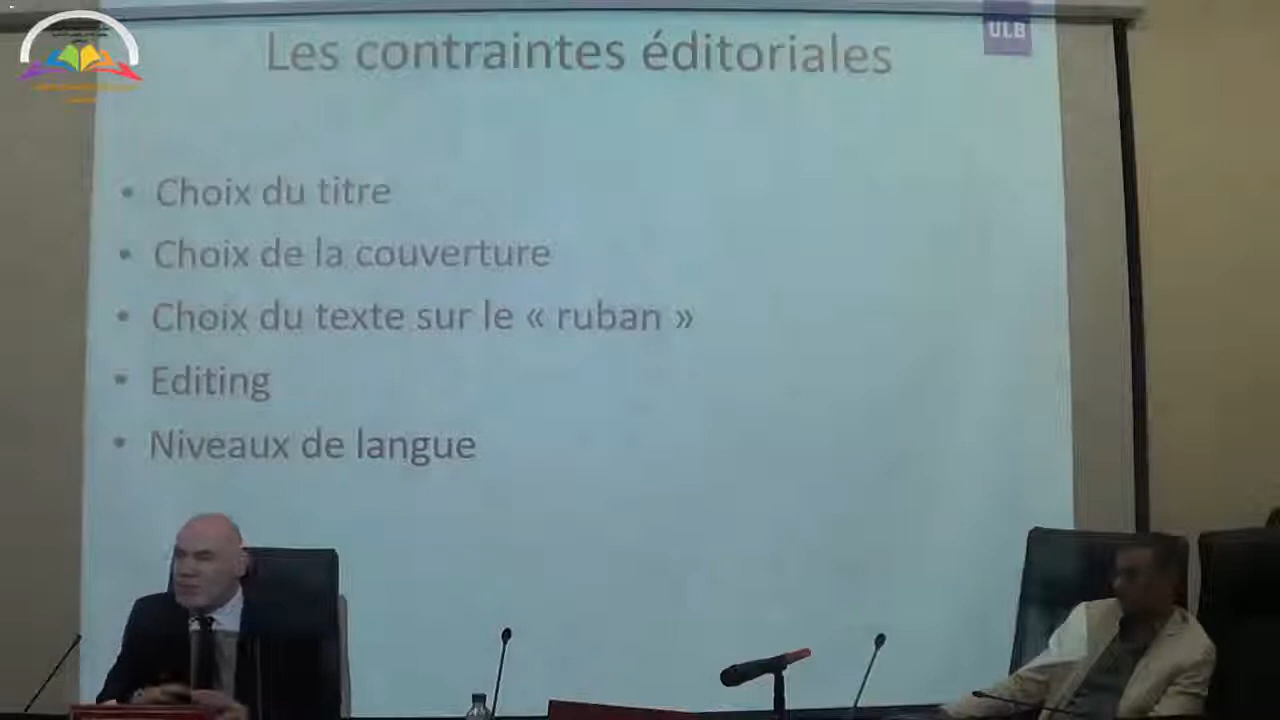 Les contraintes éditoriales
ULB
• Choix du titre
• Choix de la couverture
• Choix du texte sur le « ruban »
• Editing
• Niveaux de langue